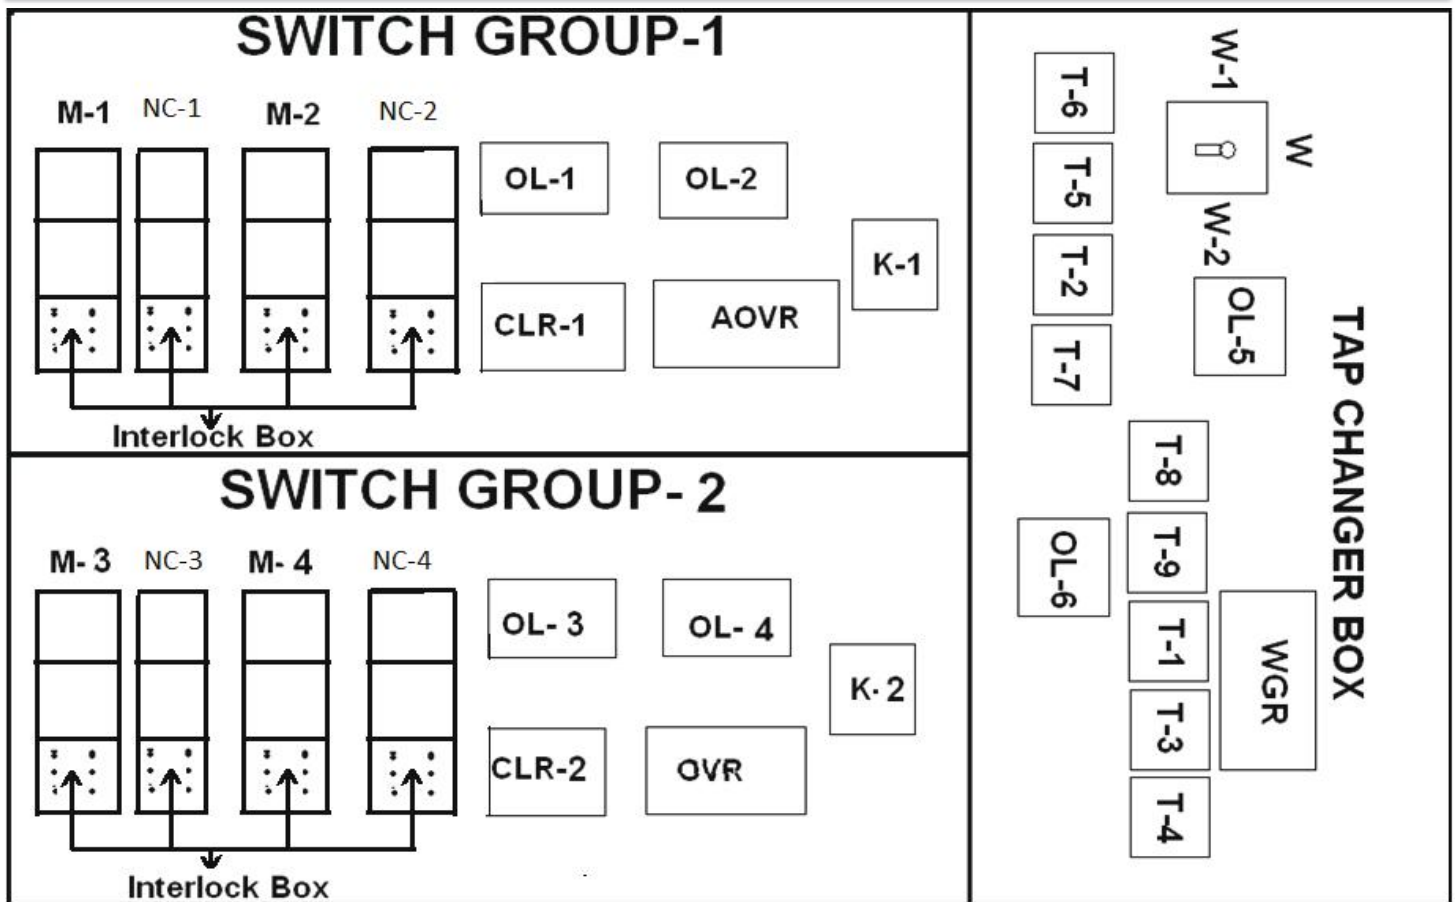 SWITCH GROUP-1
M-1 NC-1 M-2 NC-2
OL-1 OL-2
K-1
CLR-1 AOVR
Interlock Box
SWITCH GROUP- 2
M- 3 NC-3 M- 4 NC-4
OL- 3 OL- 4
K- 2
CLR-2 OVR
Interlock Box
TAP CHANGER BOX
W-1
W
W-2
T-6
T-5
T-2
T-7
OL-5
T-8
T-9
T-1
T-3
T-4
OL-6
WGR